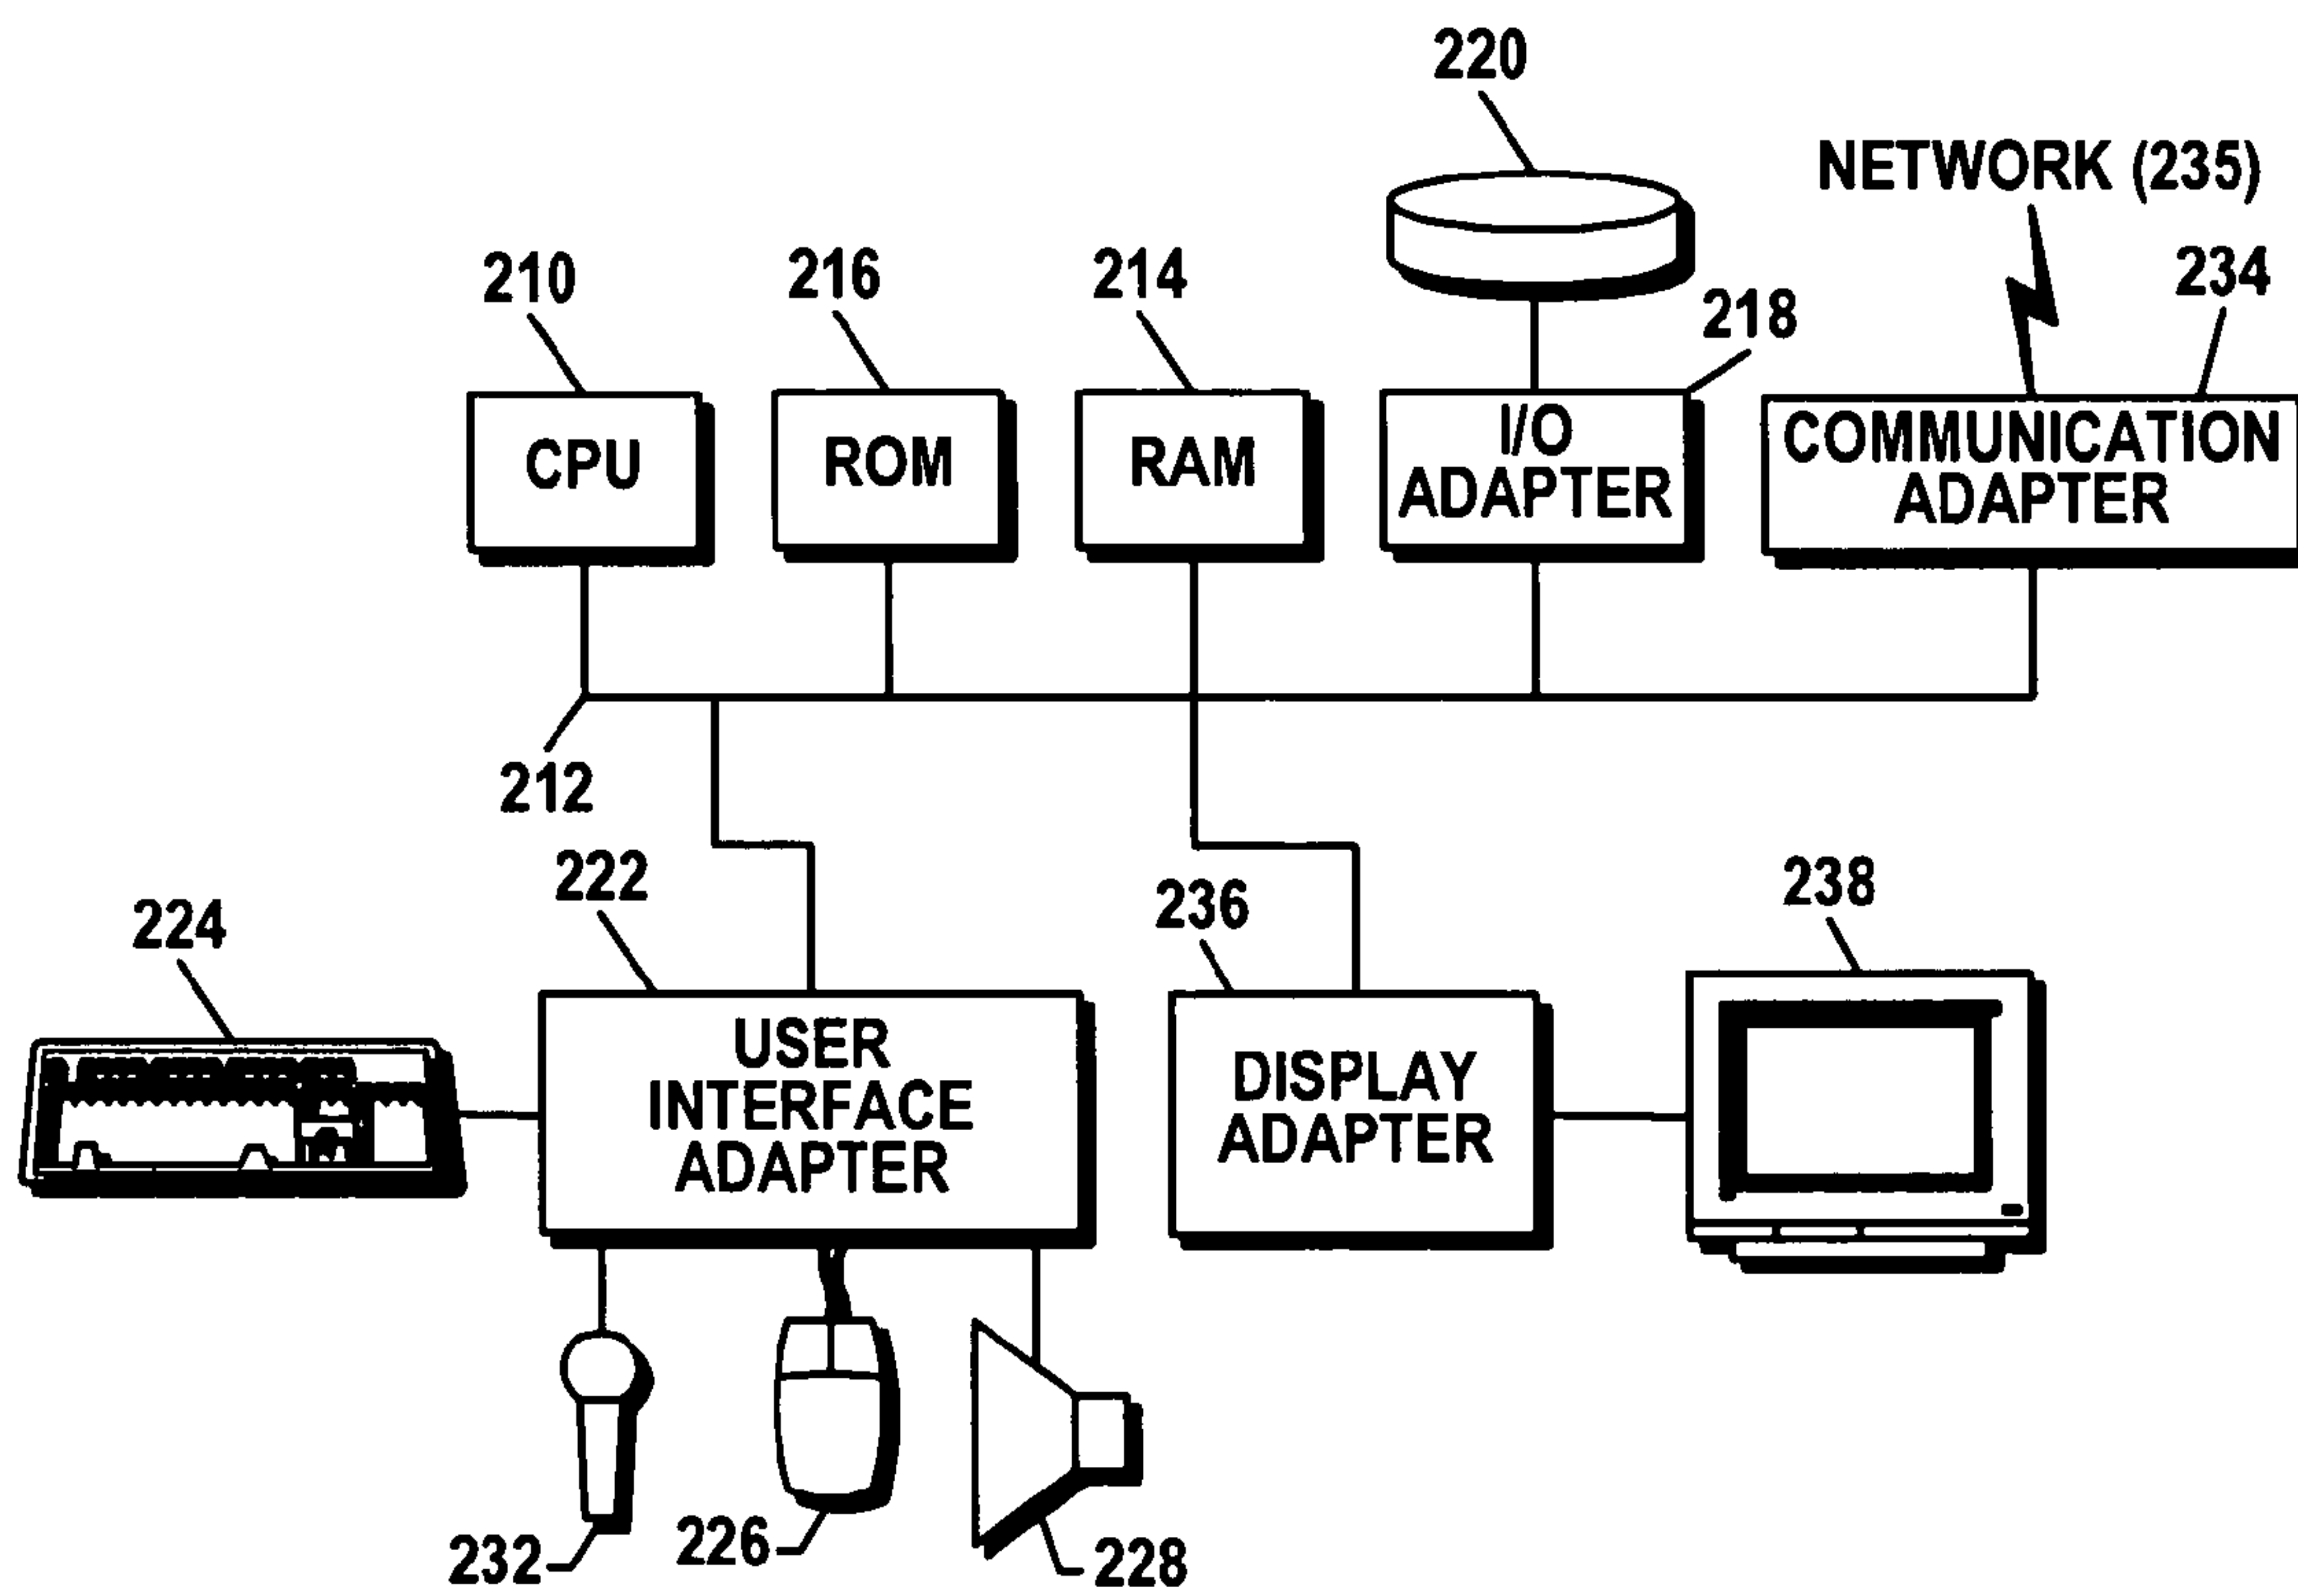 220
NETWORK (235)
210
216
214
218
234
CPU
ROM
RAM
I/O
ADAPTER
COMMUNICATION
ADAPTER
212
222
224
236
238
USER
INTERFACE
ADAPTER
DISPLAY
ADAPTER
232
226
228